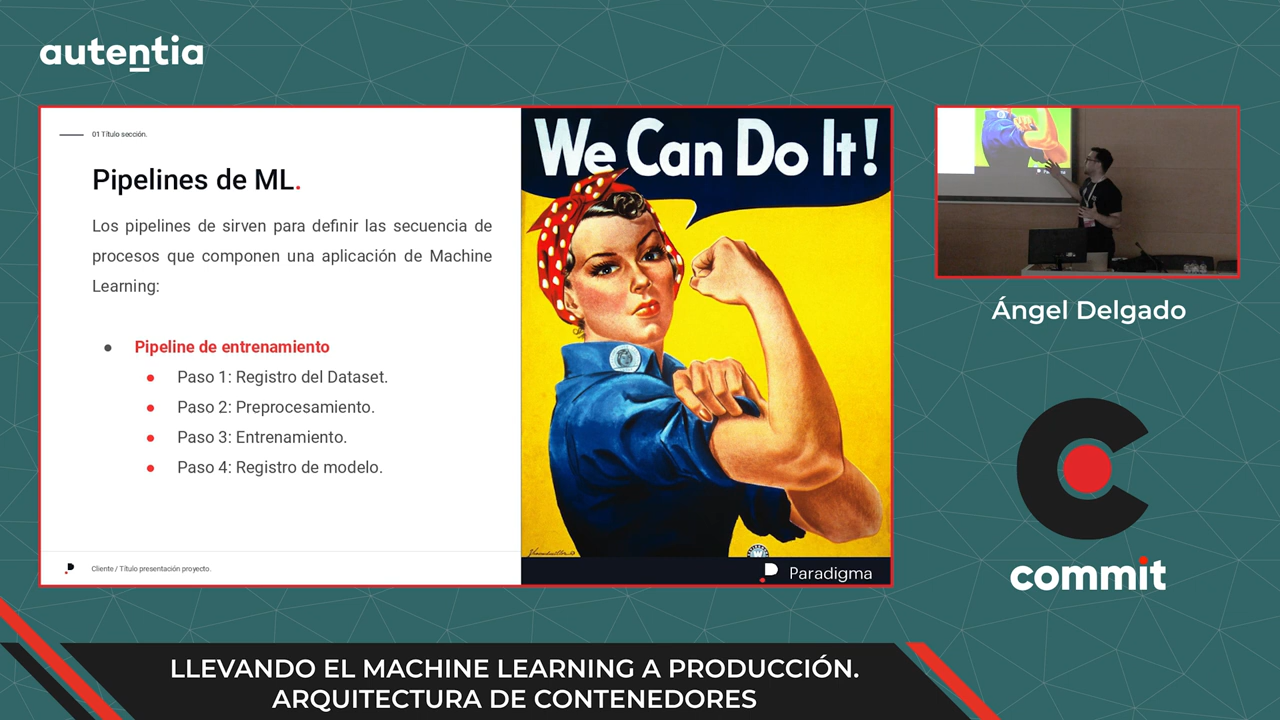 autentia
01 Título sección.
Pipelines de ML.
Los pipelines de sirven para definir las secuencia de
procesos que componen una aplicación de Machine
Learning:
Pipeline de entrenamiento
Paso 1: Registro del Dataset.
Paso 2: Preprocesamiento.
Paso 3: Entrenamiento.
Paso 4: Registro de modelo.
Cliente / Título presentación proyecto.
We Can Do It!
Paradigma
Ángel Delgado
commit
LLEVANDO EL MACHINE LEARNING A PRODUCCIÓN.
ARQUITECTURA DE CONTENEDORES